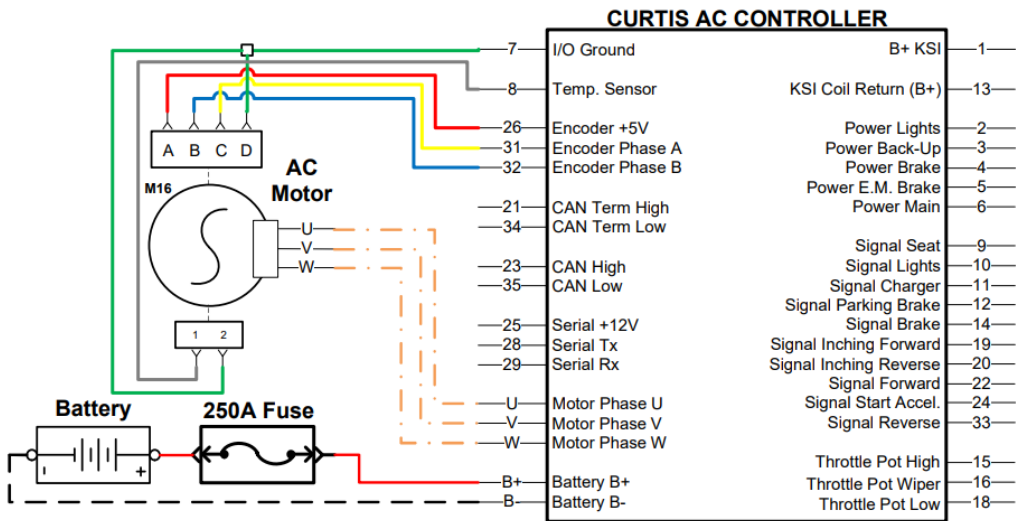 CURTIS AC CONTROLLER
7 I/O Ground
8 Temp. Sensor
26 Encoder +5V
31 Encoder Phase A
32 Encoder Phase B
21 CAN Term High
34 CAN Term Low
23 CAN High
35 CAN Low
25 Serial +12V
28 Serial Tx
29 Serial Rx
U Motor Phase U
V Motor Phase V
W Motor Phase W
B+ Battery B+
B- Battery B-
B+ KSI 1
KSI Coil Return (B+) 13
Power Lights 2
Power Back-Up 3
Power Brake 4
Power E.M. Brake 5
Power Main 6
Signal Seat 9
Signal Lights 10
Signal Charger 11
Signal Parking Brake 12
Signal Brake 14
Signal Inching Forward 19
Signal Inching Reverse 20
Signal Forward 22
Signal Start Accel. 24
Signal Reverse 33
Throttle Pot High 15
Throttle Pot Wiper 16
Throttle Pot Low 18
A B C D
M16
AC
Motor
U
V
W
1 2
Battery
- +
250A Fuse